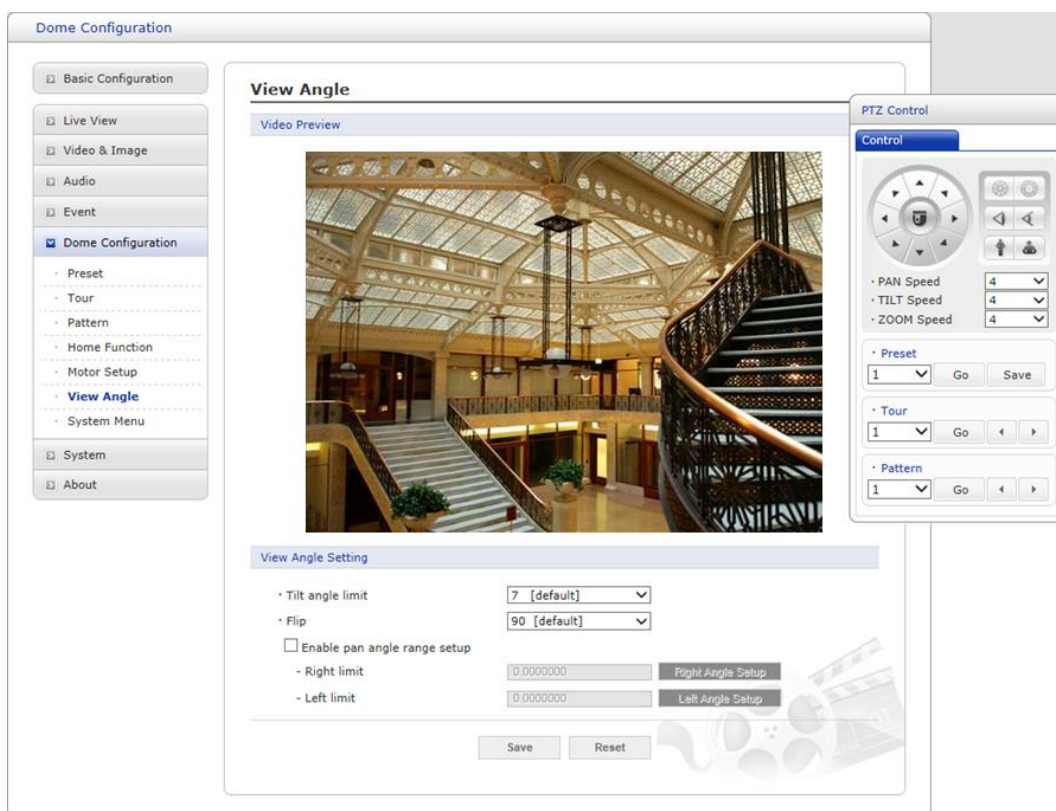 Dome Configuration
Basic Configuration
Live View
Video & Image
Audio
Event
Dome Configuration
Preset
Tour
Pattern
Home Function
Motor Setup
View Angle
System Menu
System
About
View Angle
Video Preview
View Angle Setting
Tilt angle limit 7 [default]
Flip 90 [default]
Enable pan angle range setup
- Right limit 0.0000000 Right Angle Setup
- Left limit 0.0000000 Left Angle Setup
Save Reset
PTZ Control
Control
PAN Speed 4
TILT Speed 4
ZOOM Speed 4
Preset
1 Go Save
Tour
1 Go
Pattern
1 Go